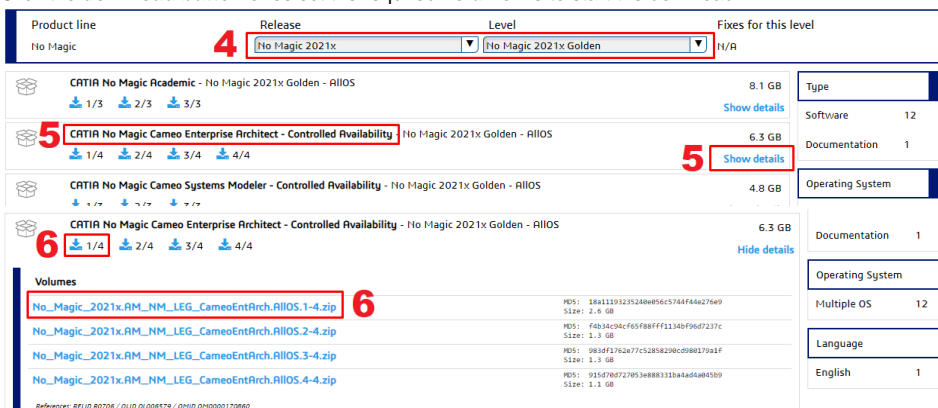 Product line Release Level Fixes for this level
No Magic 4 No Magic 2021x No Magic 2021x Golden N/A
CATIA No Magic Academic - No Magic 2021x Golden - AllOS 8.1 GB
1/3 2/3 3/3 Show details
5 CATIA No Magic Cameo Enterprise Architect - Controlled Availability - No Magic 2021x Golden - AllOS 6.3 GB
1/4 2/4 3/4 4/4 5 Show details
CATIA No Magic Cameo Systems Modeler - Controlled Availability - No Magic 2021x Golden - AllOS 4.8 GB
CATIA No Magic Cameo Enterprise Architect - Controlled Availability - No Magic 2021x Golden - AllOS 6.3 GB
6 1/4 2/4 3/4 4/4 Hide details
Volumes
No_Magic_2021x.AM_NM_LEG_CameoEntArch.AllOS.1-4.zip 6 MD5: 18a11193235240e056c5744f44e276e9
Size: 2.6 GB
No_Magic_2021x.AM_NM_LEG_CameoEntArch.AllOS.2-4.zip MD5: f4b34c94cf65f88fff1134bf96d7237c
Size: 1.3 GB
No_Magic_2021x.AM_NM_LEG_CameoEntArch.AllOS.3-4.zip MD5: 983df1762e77c52858290cd980179a1f
Size: 1.3 GB
No_Magic_2021x.AM_NM_LEG_CameoEntArch.AllOS.4-4.zip MD5: 915d70d727053e888331ba4ad4a045b9
Size: 1.1 GB
Type
Software 12
Documentation 1
Operating System
Documentation 1
Operating System
Multiple OS 12
Language
English 1